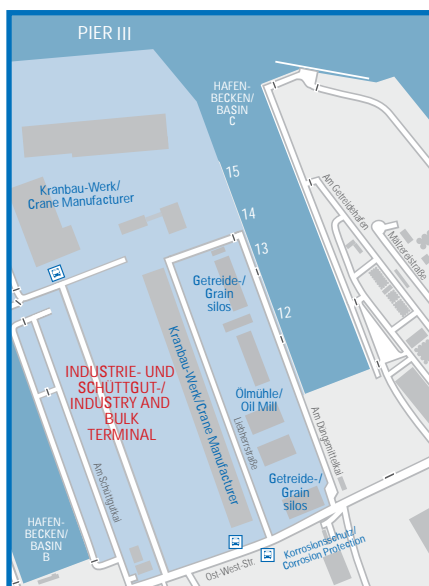 PIER III
HAFEN-
BECKEN/
BASIN
C
15
Am Getreidehafen
Kranbau-Werk/
Crane Manufacturer
14
Mälzereistraße
13
Getreide-/
Grain
silos
12
Kranbau-Werk/Crane Manufacturer
INDUSTRIE- UND
SCHÜTTGUT-/
INDUSTRY AND
BULK
TERMINAL
Ölmühle/
Oil Mill
Liebherrstraße
Am Düngemittelkai
Am Schüttgutkai
Getreide-/
Grain
silos
HAFEN-
BECKEN/
BASIN
B
Ost-West-Str.
Korrosionsschutz/
Corrosion Protection